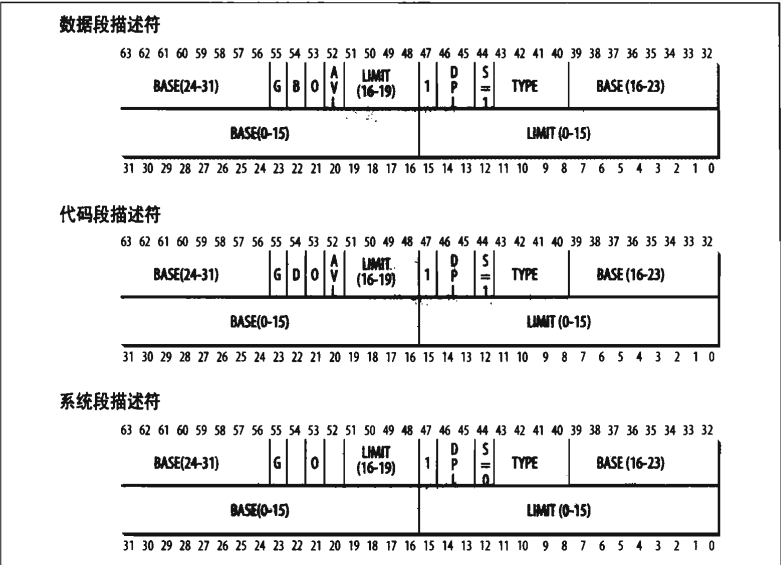 数据段描述符
63 62 61 60 59 58 57 56 55 54 53 52 51 50 49 48 47 46 45 44 43 42 41 40 39 38 37 36 35 34 33 32
BASE(24-31) G B 0 AVL LIMIT (16-19) 1 DPL S=1 TYPE BASE (16-23)
BASE(0-15) LIMIT (0-15)
31 30 29 28 27 26 25 24 23 22 21 20 19 18 17 16 15 14 13 12 11 10 9 8 7 6 5 4 3 2 1 0
代码段描述符
63 62 61 60 59 58 57 56 55 54 53 52 51 50 49 48 47 46 45 44 43 42 41 40 39 38 37 36 35 34 33 32
BASE(24-31) G D 0 AVL LIMIT (16-19) 1 DPL S=1 TYPE BASE (16-23)
BASE(0-15) LIMIT (0-15)
31 30 29 28 27 26 25 24 23 22 21 20 19 18 17 16 15 14 13 12 11 10 9 8 7 6 5 4 3 2 1 0
系统段描述符
63 62 61 60 59 58 57 56 55 54 53 52 51 50 49 48 47 46 45 44 43 42 41 40 39 38 37 36 35 34 33 32
BASE(24-31) G 0 LIMIT (16-19) 1 DPL S=0 TYPE BASE (16-23)
BASE(0-15) LIMIT (0-15)
31 30 29 28 27 26 25 24 23 22 21 20 19 18 17 16 15 14 13 12 11 10 9 8 7 6 5 4 3 2 1 0